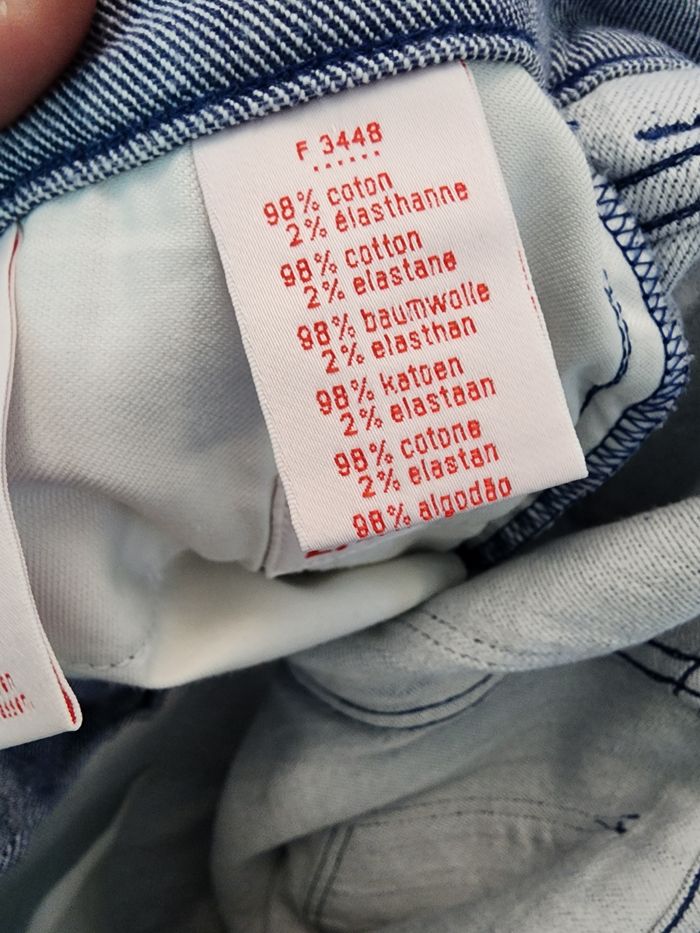 F 3448
98% coton
2% élasthanne
98% cotton
2% elastane
98% baumwolle
2% elasthan
98% katoen
2% elastaan
98% cotone
2% elastan
98% algodão